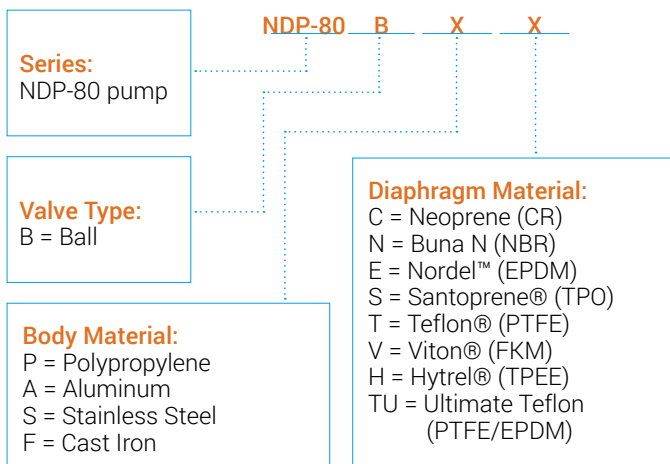 NDP-80 B X X
Series:
NDP-80 pump
Valve Type:
B = Ball
Body Material:
P = Polypropylene
A = Aluminum
S = Stainless Steel
F = Cast Iron
Diaphragm Material:
C = Neoprene (CR)
N = Buna N (NBR)
E = Nordel™ (EPDM)
S = Santoprene® (TPO)
T = Teflon® (PTFE)
V = Viton® (FKM)
H = Hytrel® (TPEE)
TU = Ultimate Teflon
(PTFE/EPDM)